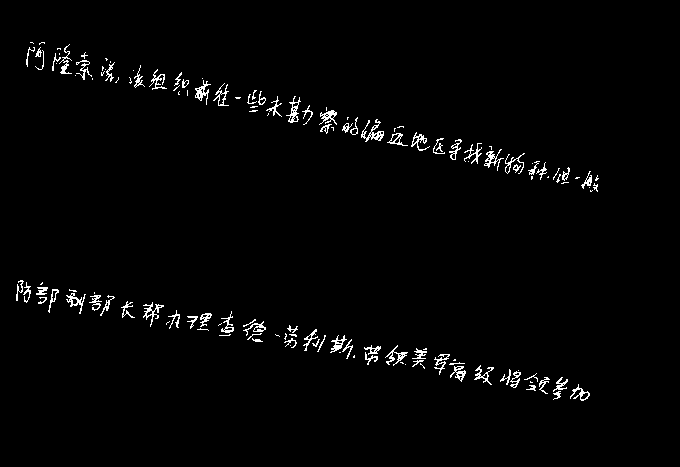 阿隆索说,该组织前往一些未勘察的偏远地区寻找新物种.但一般
防部副部长帮办理查德-劳利斯.带领美军高级将领参加